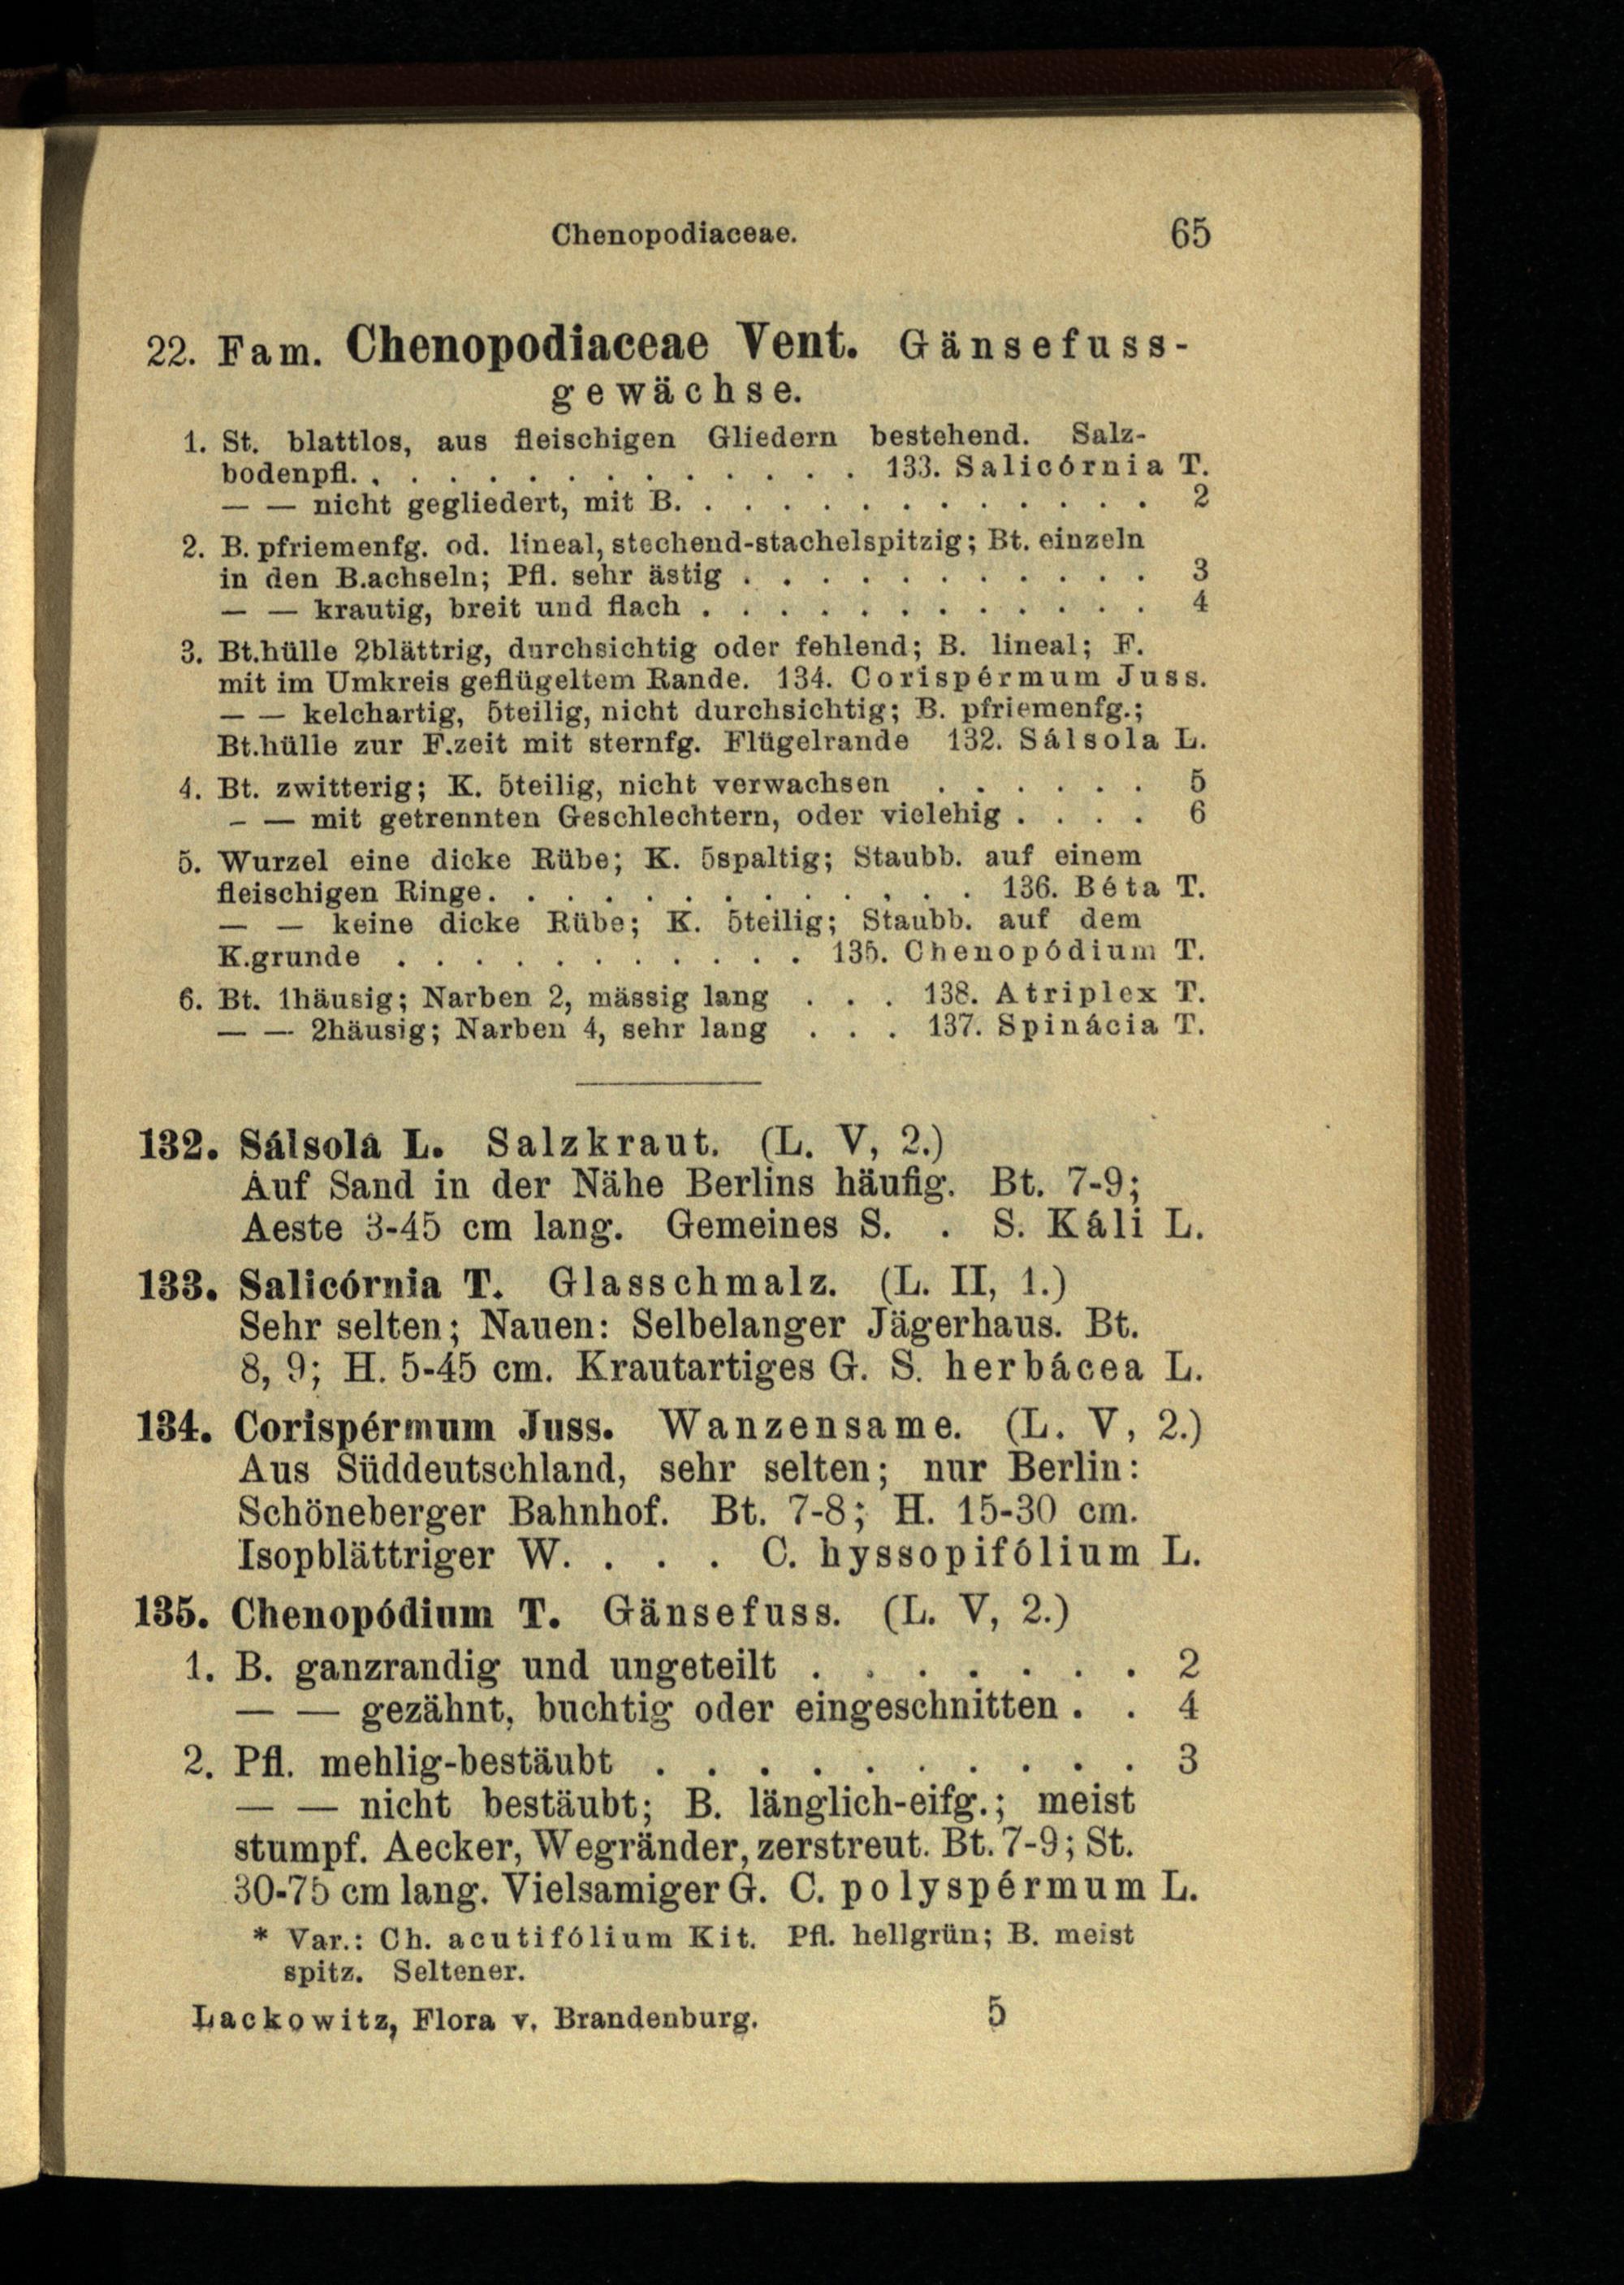 Chenopodiaceae. 65
22. Fam. Chenopodiaceae Vent. Gänsefuss-
gewächse.
1. St. blattlos, aus fleischigen Gliedern bestehend. Salz-
bodenpfl. . . . . . . . . . . . . . 133. Salicórnia T.
— — nicht gegliedert, mit B. . . . . . . . . . . . . 2
2. B. pfriemenfg. od. lineal, stechend-stachelspitzig; Bt. einzeln
in den B.achseln; Pfl. sehr ästig . . . . . . . . . . . 3
— — krautig, breit und flach . . . . . . . . . . . . 4
3. Bt.hülle 2blättrig, durchsichtig oder fehlend; B. lineal; F.
mit im Umkreis geflügeltem Rande. 134. Corispérmum Juss.
— — kelchartig, 5teilig, nicht durchsichtig; B. pfriemenfg.;
Bt.hülle zur F.zeit mit sternfg. Flügelrande 132. Sálsola L.
4. Bt. zwitterig; K. 5teilig, nicht verwachsen . . . . . . 5
— — mit getrennten Geschlechtern, oder vielehig . . . . 6
5. Wurzel eine dicke Rübe; K. 5spaltig; Staubb. auf einem
fleischigen Ringe. . . . . . . . . . . . . 136. Béta T.
— — keine dicke Rübe; K. 5teilig; Staubb. auf dem
K.grunde . . . . . . . . . . . 135. Chenopódium T.
6. Bt. 1häusig; Narben 2, mässig lang . . . 138. Atriplex T.
— — 2häusig; Narben 4, sehr lang . . . 137. Spinácia T.
132. Sálsola L. Salzkraut. (L. V, 2.)
Auf Sand in der Nähe Berlins häufig. Bt. 7-9;
Aeste 3-45 cm lang. Gemeines S. . S. Káli L.
133. Salicórnia T. Glasschmalz. (L. II, 1.)
Sehr selten; Nauen: Selbelanger Jägerhaus. Bt.
8, 9; H. 5-45 cm. Krautartiges G. S. herbácea L.
134. Corispérmum Juss. Wanzensame. (L. V, 2.)
Aus Süddeutschland, sehr selten; nur Berlin:
Schöneberger Bahnhof. Bt. 7-8; H. 15-30 cm.
Isopblättriger W. . . . C. hyssopifólium L.
135. Chenopódium T. Gänsefuss. (L. V, 2.)
1. B. ganzrandig und ungeteilt . . . . . . . 2
— — gezähnt, buchtig oder eingeschnitten . . 4
2. Pfl. mehlig-bestäubt . . . . . . . . . . 3
— — nicht bestäubt; B. länglich-eifg.; meist
stumpf. Aecker, Wegränder, zerstreut. Bt. 7-9; St.
30-75 cm lang. Vielsamiger G. C. polyspérmum L.
* Var.: Ch. acutifólium Kit. Pfl. hellgrün; B. meist
spitz. Seltener.
Lackowitz, Flora v. Brandenburg. 5